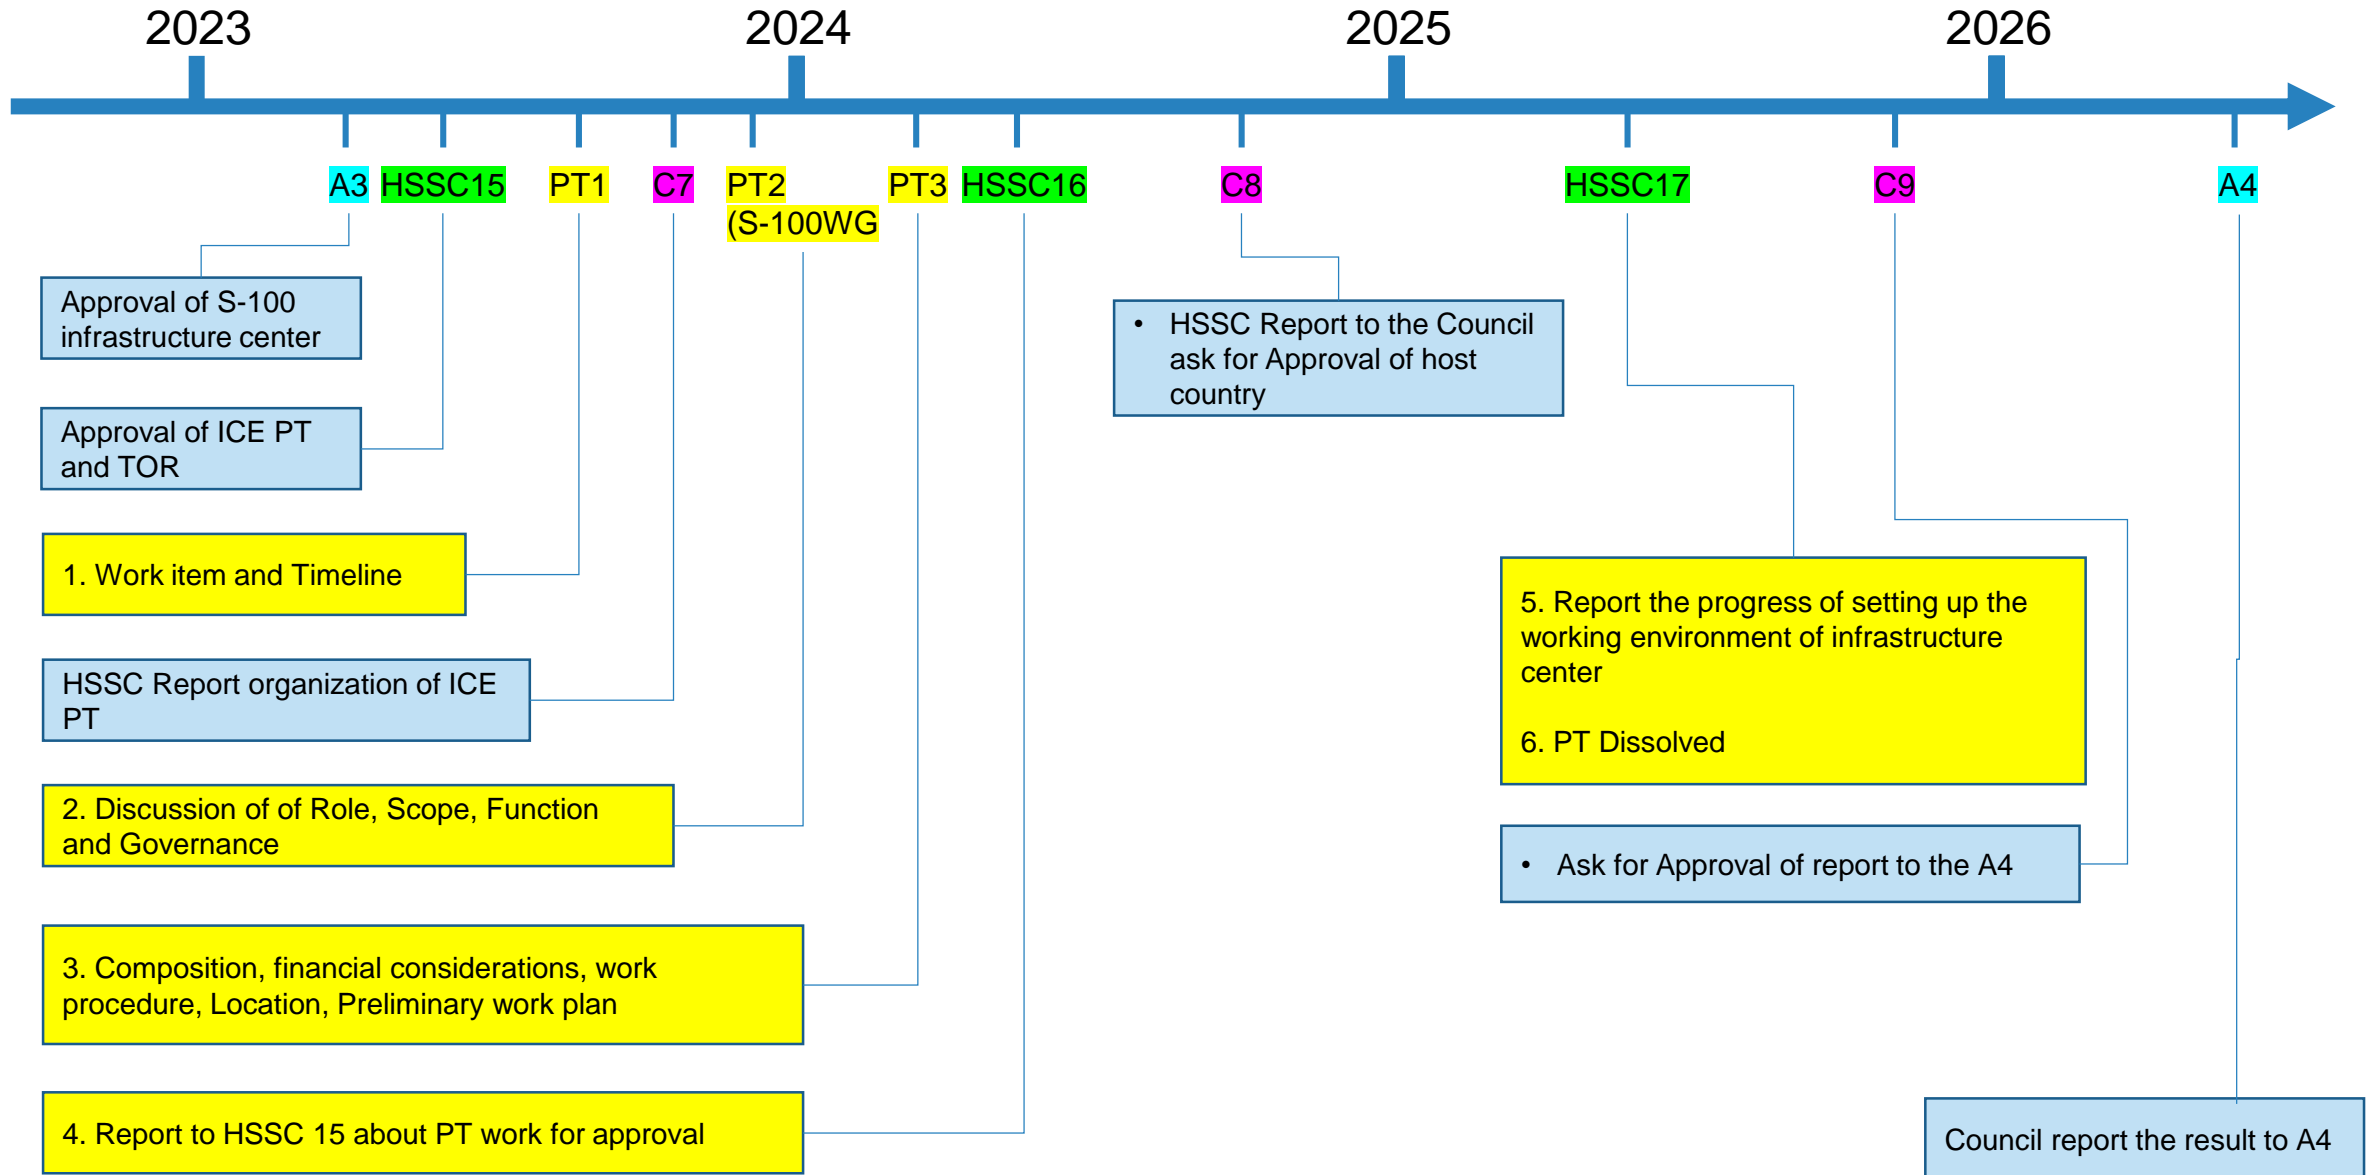 2023
2024
2025
2026
A3
HSSC15
PT1
C7
PT2
(S-100WG
PT3
HSSC16
C8
HSSC17
C9
A4
Approval of S-100
infrastructure center
Approval of ICE PT
and TOR
1. Work item and Timeline
HSSC Report organization of ICE
PT
2. Discussion of of Role, Scope, Function
and Governance
3. Composition, financial considerations, work
procedure, Location, Preliminary work plan
4. Report to HSSC 15 about PT work for approval
• HSSC Report to the Council
ask for Approval of host
country
5. Report the progress of setting up the
working environment of infrastructure
center
6. PT Dissolved
• Ask for Approval of report to the A4
Council report the result to A4